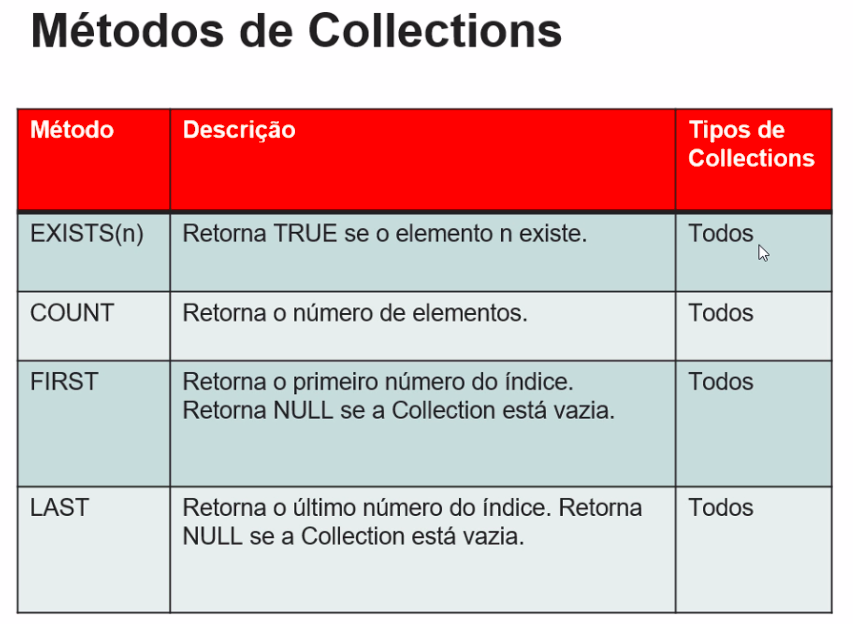 Métodos de Collections
Método
Descrição
Tipos de
Collections
EXISTS(n)
Retorna TRUE se o elemento n existe.
Todos
COUNT
Retorna o número de elementos.
Todos
FIRST
Retorna o primeiro número do índice.
Retorna NULL se a Collection está vazia.
Todos
LAST
Retorna o último número do índice. Retorna
NULL se a Collection está vazia.
Todos